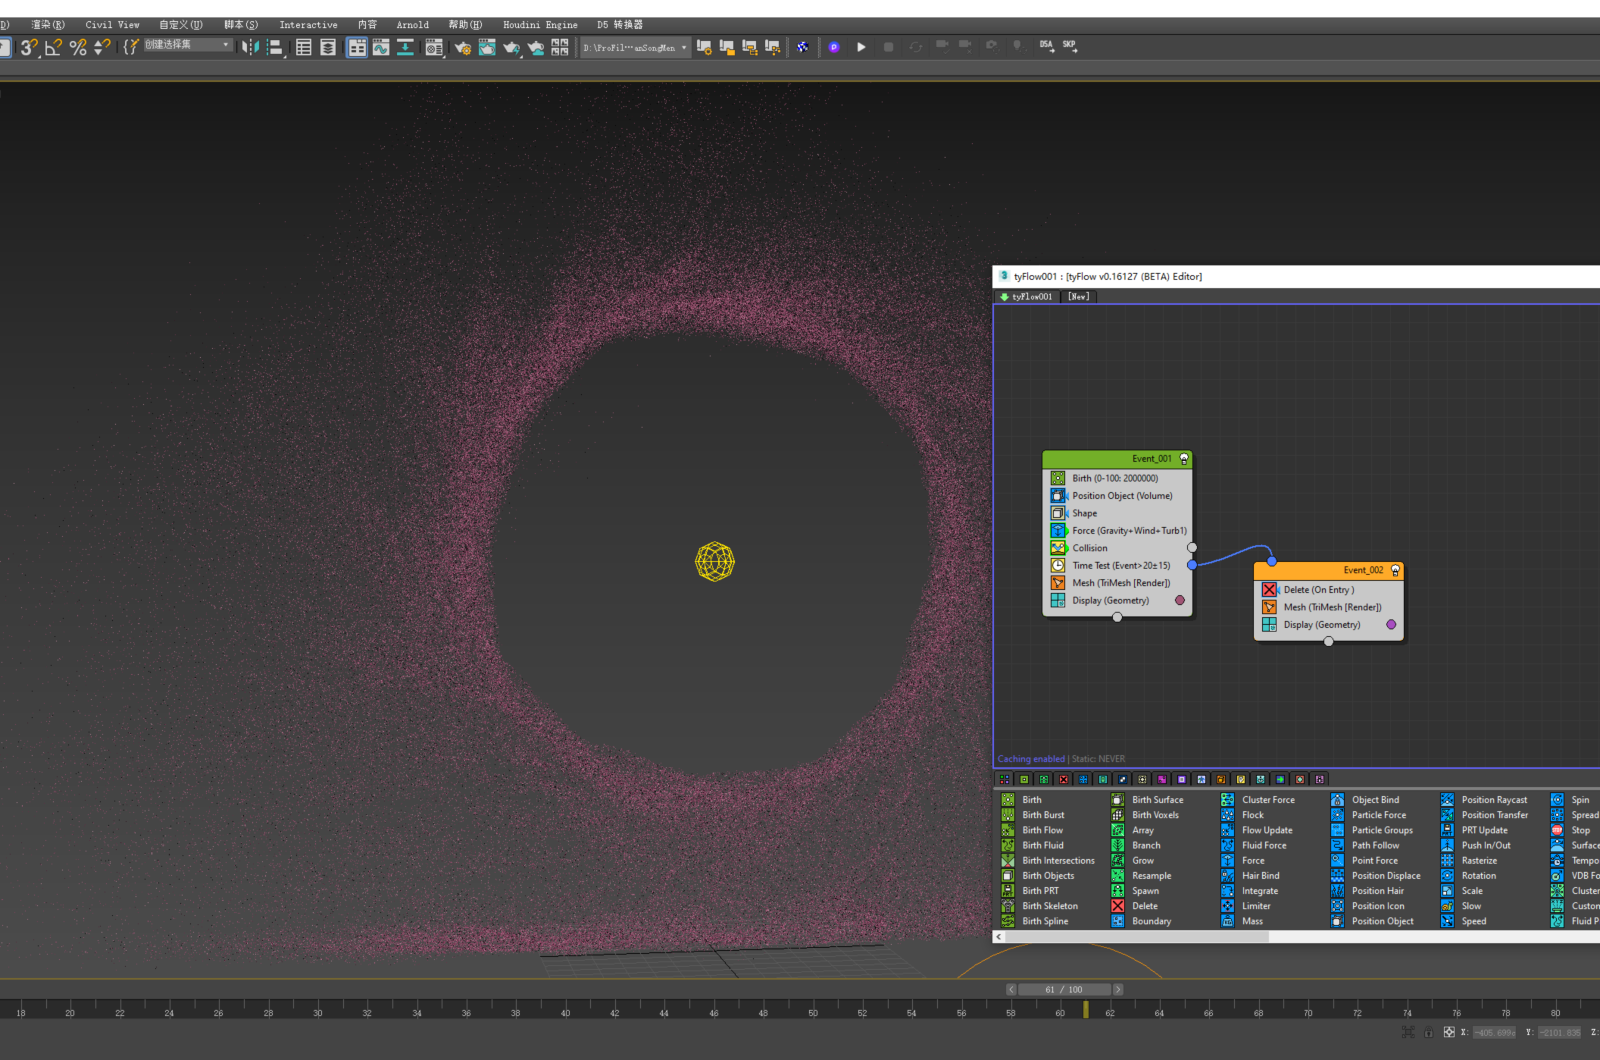 D) 渲染(R) Civil View 自定义(U) 脚本(S) Interactive 内容 Arnold 帮助(H) Houdini Engine D5 转换器
创建选择集
D:\ProFil···anSongMen
DSA SKP
tyFlow001 : [tyFlow v0.16127 (BETA) Editor]
tyFlow001 [New]
Event_001
Birth (0-100: 2000000)
Position Object (Volume)
Shape
Force (Gravity+Wind+Turb1)
Collision
Time Test (Event>20±15)
Mesh (TriMesh [Render])
Display (Geometry)
Event_002
Delete (On Entry )
Mesh (TriMesh [Render])
Display (Geometry)
Caching enabled | Static: NEVER
Birth Birth Surface Cluster Force Object Bind Position Raycast Spin
Birth Burst Birth Voxels Flock Particle Force Position Transfer Spread
Birth Flow Array Flow Update Particle Groups PRT Update Stop
Birth Fluid Branch Fluid Force Path Follow Push In/Out Surface
Birth Intersections Grow Force Point Force Rasterize Tempo
Birth Objects Resample Hair Bind Position Displace Rotation VDB Fo
Birth PRT Spawn Integrate Position Hair Scale Cluster
Birth Skeleton Delete Limiter Position Icon Slow Custon
Birth Spline Boundary Mass Position Object Speed Fluid P
< 61 / 100 >
18 20 22 24 26 28 30 32 34 36 38 40 42 44 46 48 50 52 54 56 58 60 62 64 66 68 70 72 74 76 78 80
X: Y: Z: